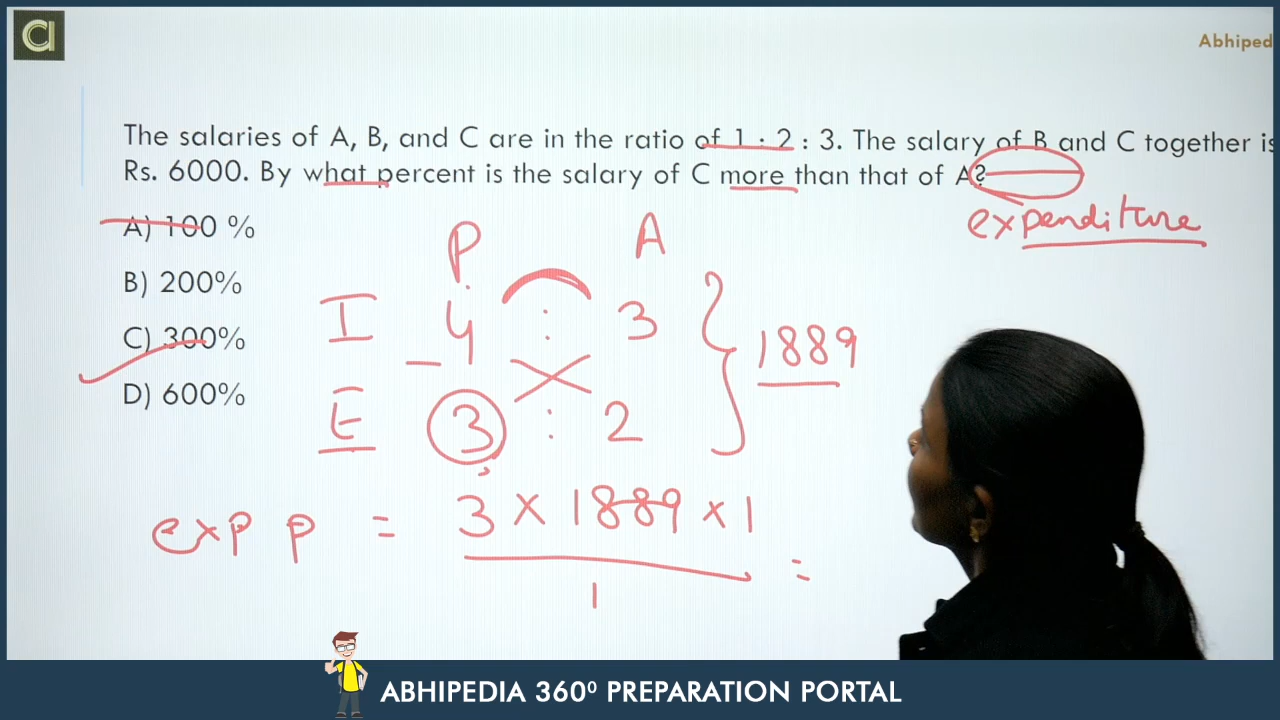 CA
Abhiped
The salaries of A, B, and C are in the ratio of 1 : 2 : 3. The salary of B and C together is
Rs. 6000. By what percent is the salary of C more than that of A?
expenditure
A) 100 %
B) 200%
C) 300%
D) 600%
P A
I 4 : 3
1889
E 3 : 2
exp P = 3 × 1889 × 1 =
1
ABHIPEDIA 360⁰ PREPARATION PORTAL